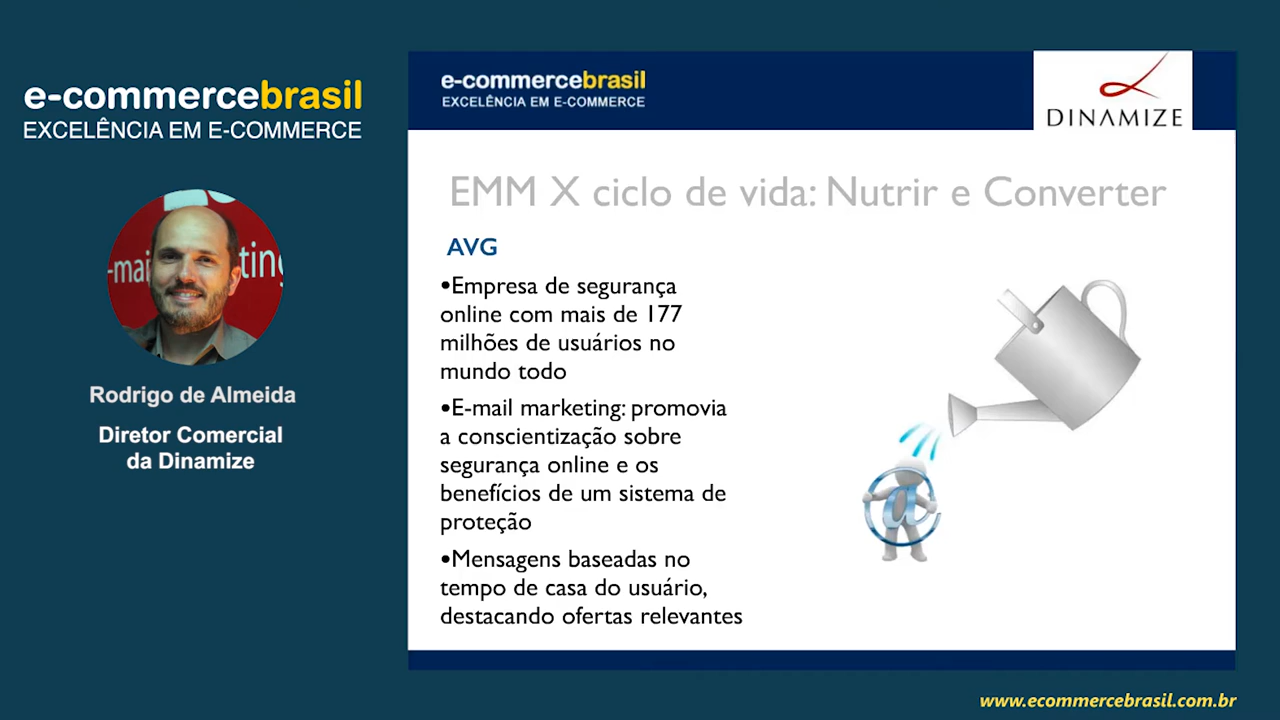 e-commercebrasil
EXCELÊNCIA EM E-COMMERCE
-mai
ting
marketing
Rodrigo de Almeida
Diretor Comercial
da Dinamize
e-commercebrasil
EXCELÊNCIA EM E-COMMERCE
DINAMIZE
EMM X ciclo de vida: Nutrir e Converter
AVG
•Empresa de segurança
online com mais de 177
milhões de usuários no
mundo todo
•E-mail marketing: promovia
a conscientização sobre
segurança online e os
benefícios de um sistema de
proteção
•Mensagens baseadas no
tempo de casa do usuário,
destacando ofertas relevantes
@
www.ecommercebrasil.com.br